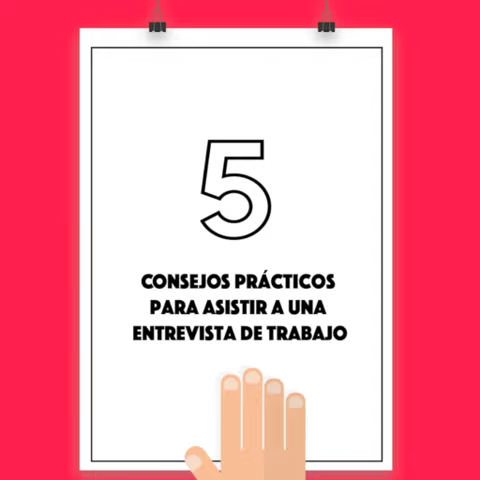 5
CONSEJOS PRÁCTICOS
PARA ASISTIR A UNA
ENTREVISTA DE TRABAJO